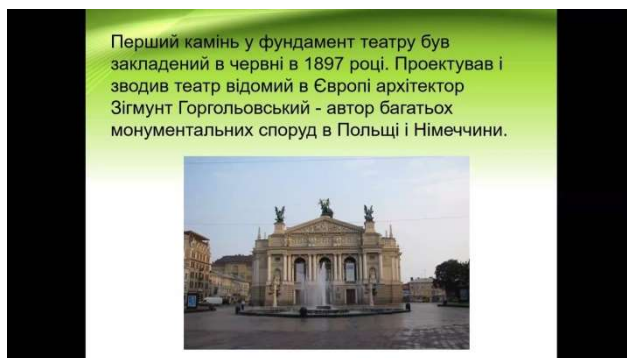 Перший камінь у фундамент театру був
закладений в червні в 1897 році. Проектував і
зводив театр відомий в Європі архітектор
Зігмунт Горгольовський - автор багатьох
монументальних споруд в Польщі і Німеччини.